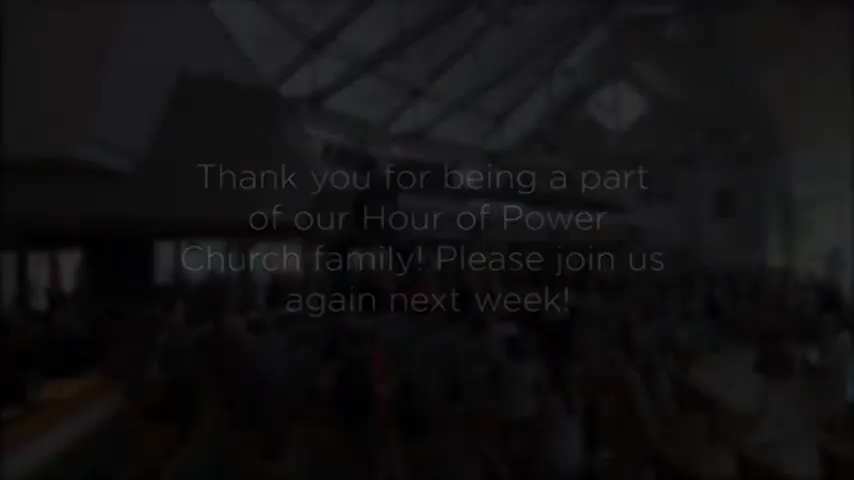 Thank you for being a part
of our Hour of Power
Church family! Please join us
again next week!